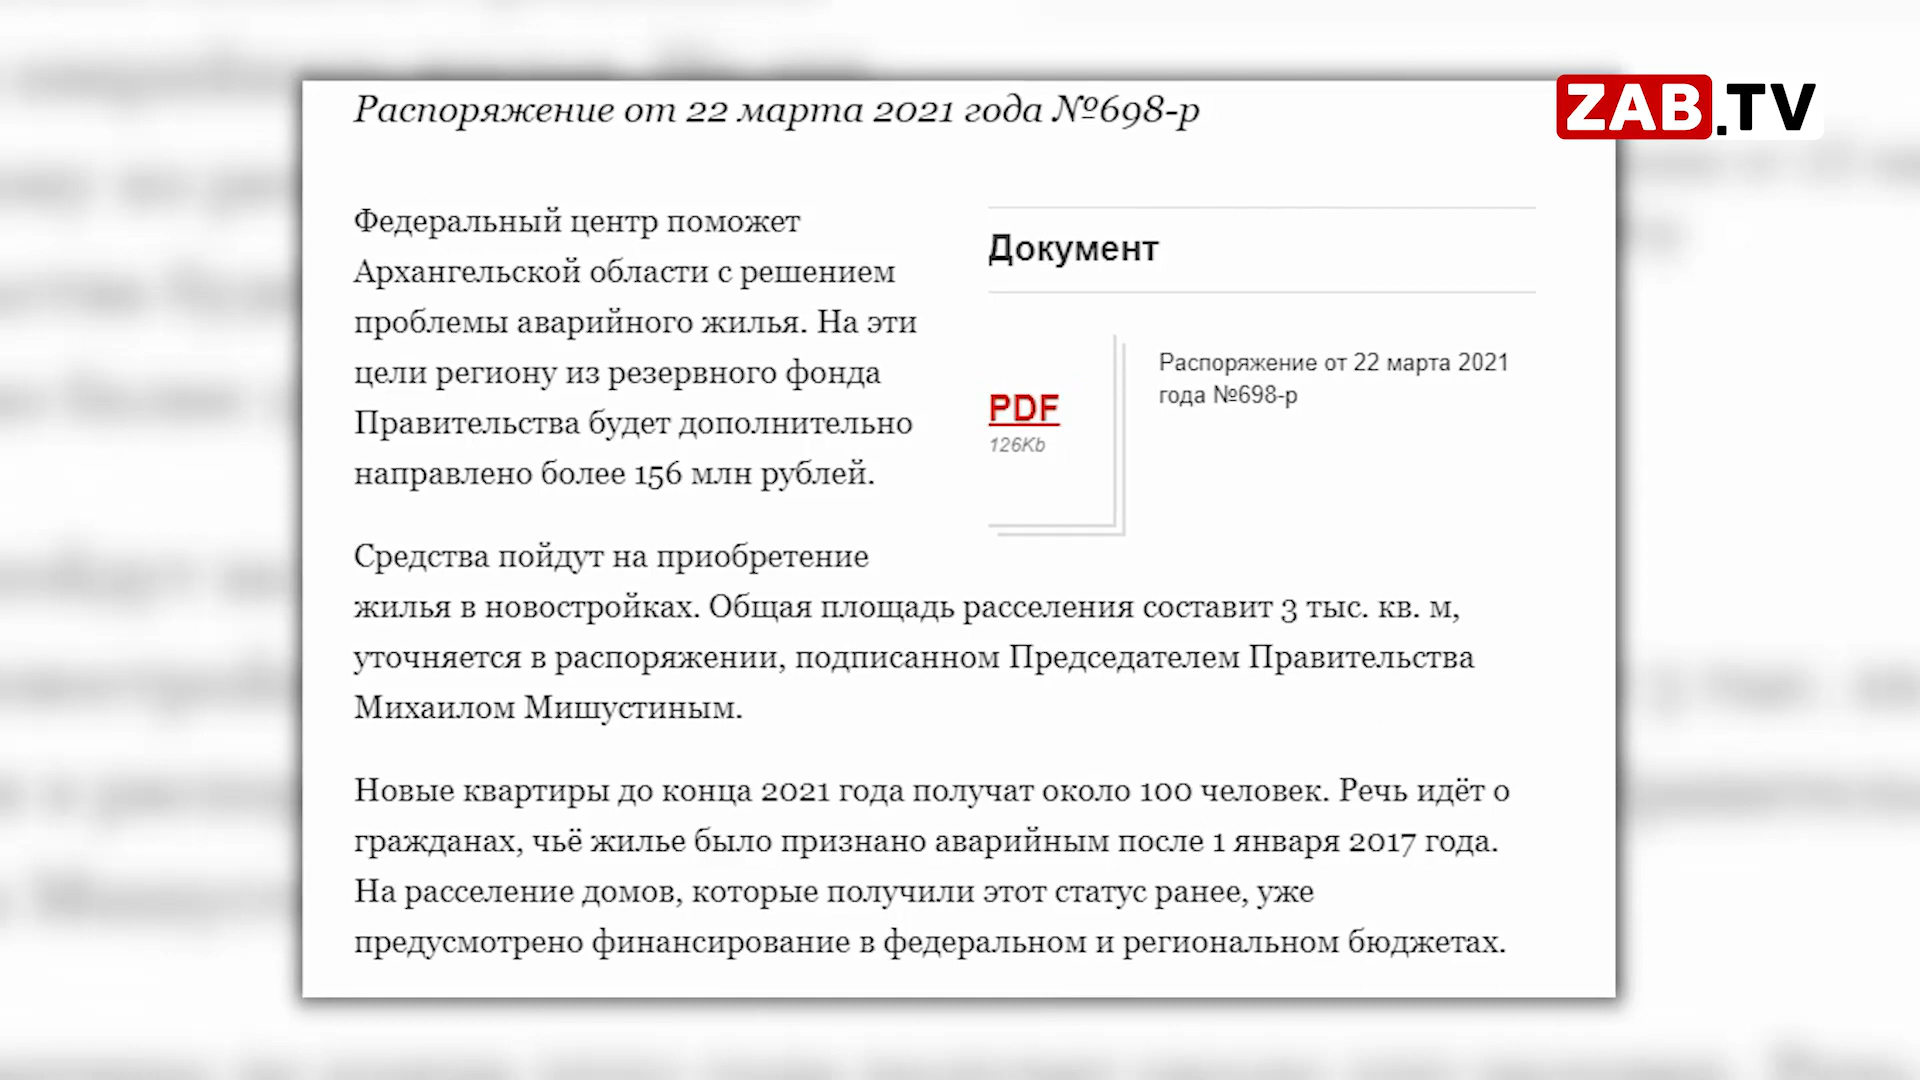 Распоряжение от 22 марта 2021 года №698-р
ZAB.TV
Федеральный центр поможет
Архангельской области с решением
проблемы аварийного жилья. На эти
цели региону из резервного фонда
Правительства будет дополнительно
направлено более 156 млн рублей.
Документ
PDF
126Kb
Распоряжение от 22 марта 2021
года №698-р
Средства пойдут на приобретение
жилья в новостройках. Общая площадь расселения составит 3 тыс. кв. м,
уточняется в распоряжении, подписанном Председателем Правительства
Михаилом Мишустиным.
Новые квартиры до конца 2021 года получат около 100 человек. Речь идёт о
гражданах, чьё жилье было признано аварийным после 1 января 2017 года.
На расселение домов, которые получили этот статус ранее, уже
предусмотрено финансирование в федеральном и региональном бюджетах.